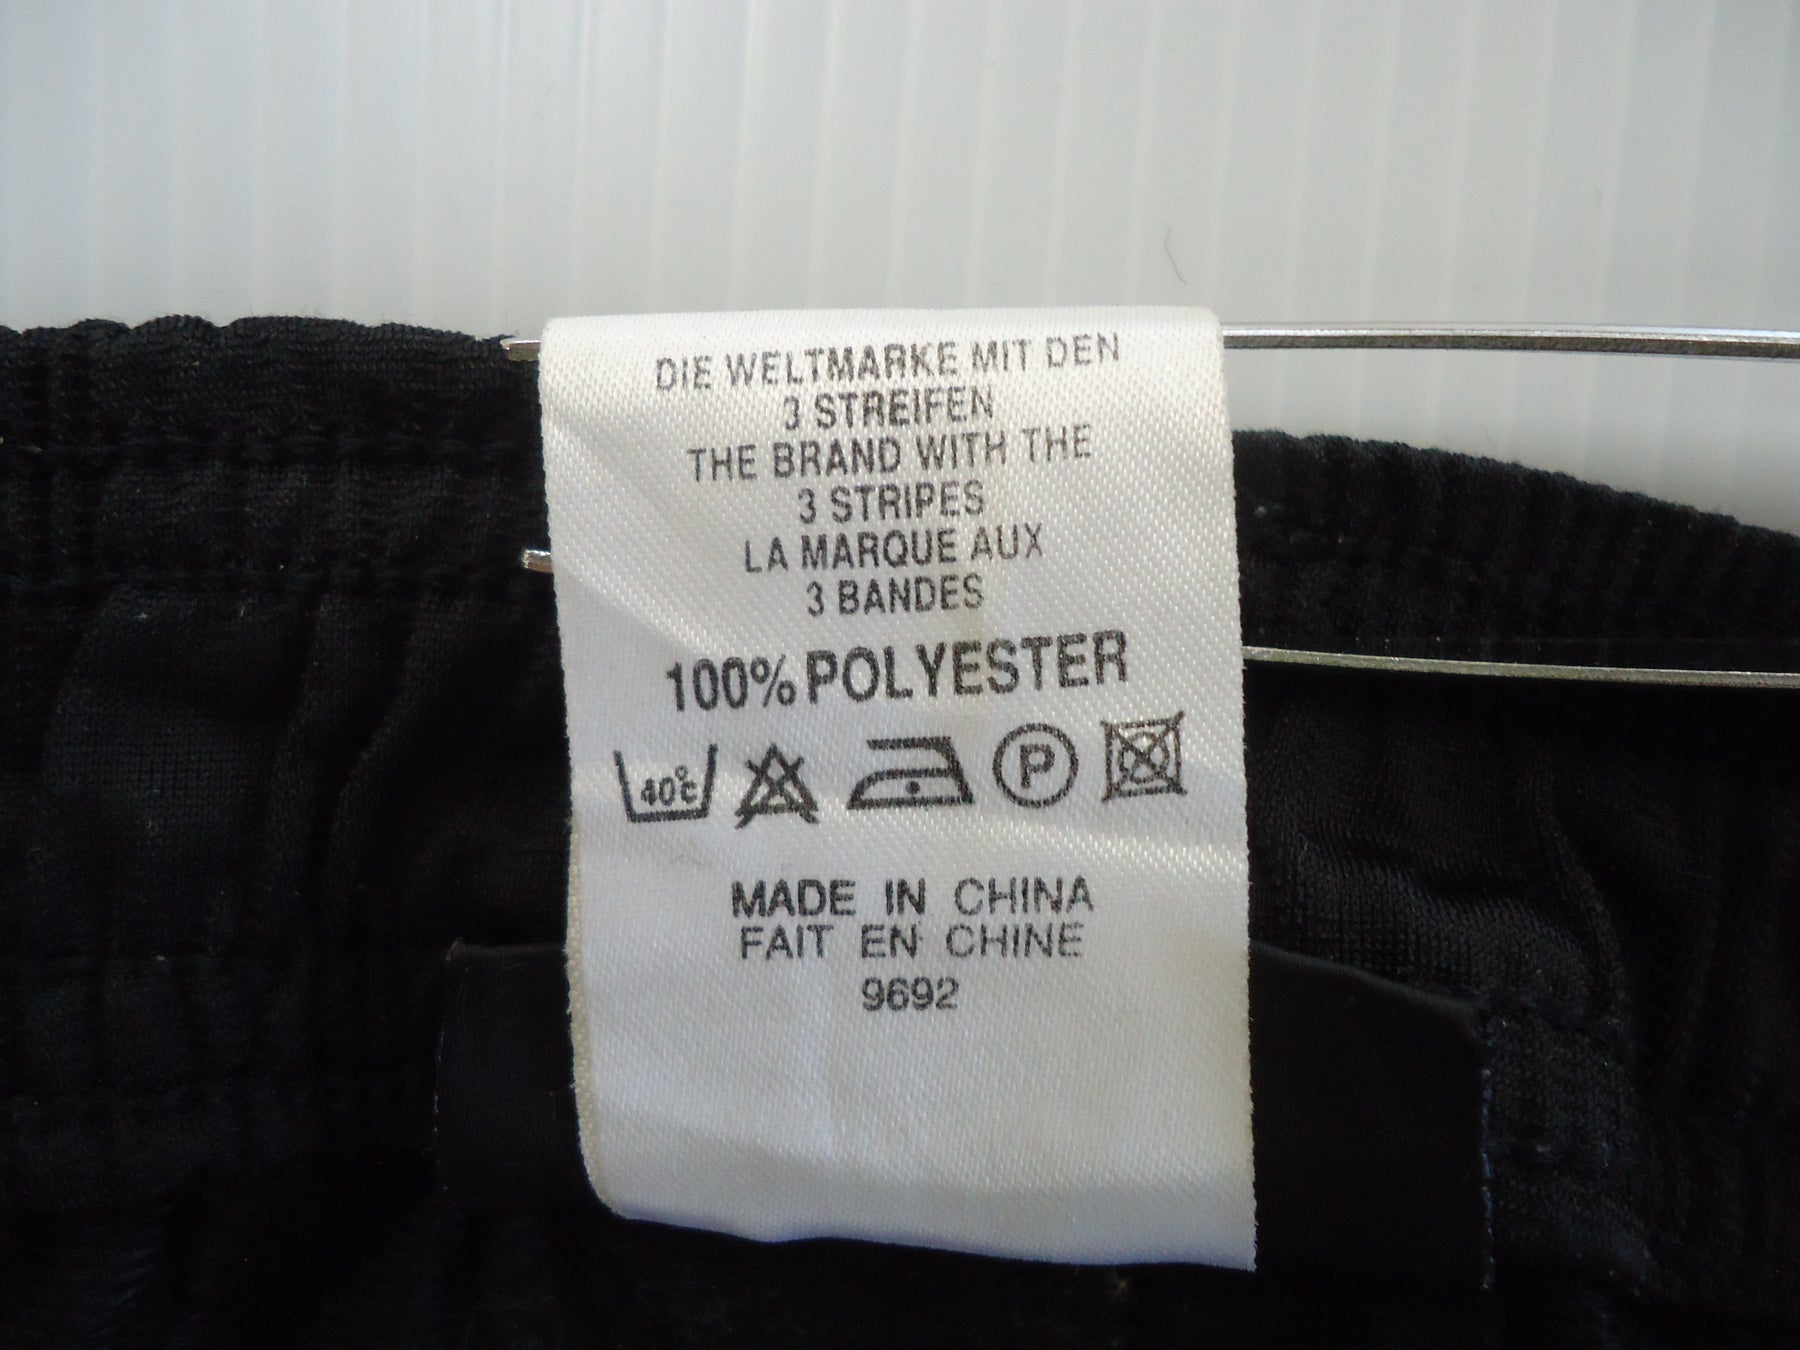 DIE WELTMARKE MIT DEN
3 STREIFEN
THE BRAND WITH THE
3 STRIPES
LA MARQUE AUX
3 BANDES
100% POLYESTER
40°c P
MADE IN CHINA
FAIT EN CHINE
9692